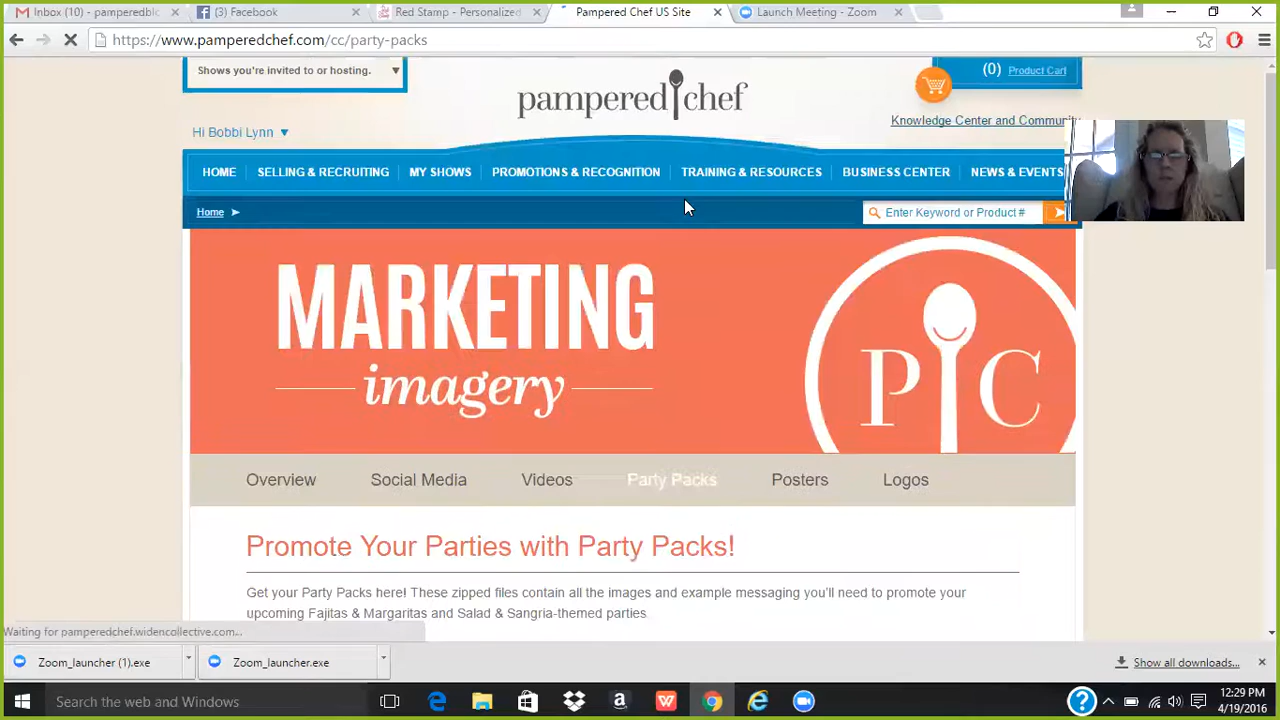 Inbox (10) - pamperedbl
(3) Facebook
Red Stamp - Personalized
Pampered Chef US Site
Launch Meeting - Zoom
https://www.pamperedchef.com/cc/party-packs
Shows you're invited to or hosting.
pampered chef
(0) Product Cart
Hi Bobbi Lynn
Knowledge Center and Community
HOME SELLING & RECRUITING MY SHOWS PROMOTIONS & RECOGNITION TRAINING & RESOURCES BUSINESS CENTER NEWS & EVENTS
Home
Enter Keyword or Product #
MARKETING
imagery
P C
Overview Social Media Videos Party Packs Posters Logos
Promote Your Parties with Party Packs!
Get your Party Packs here! These zipped files contain all the images and example messaging you'll need to promote your
upcoming Fajitas & Margaritas and Salad & Sangria-themed parties.
Waiting for pamperedchef.widencollective.com...
Zoom_launcher (1).exe
Zoom_launcher.exe
Show all downloads...
Search the web and Windows
12:29 PM
4/19/2016